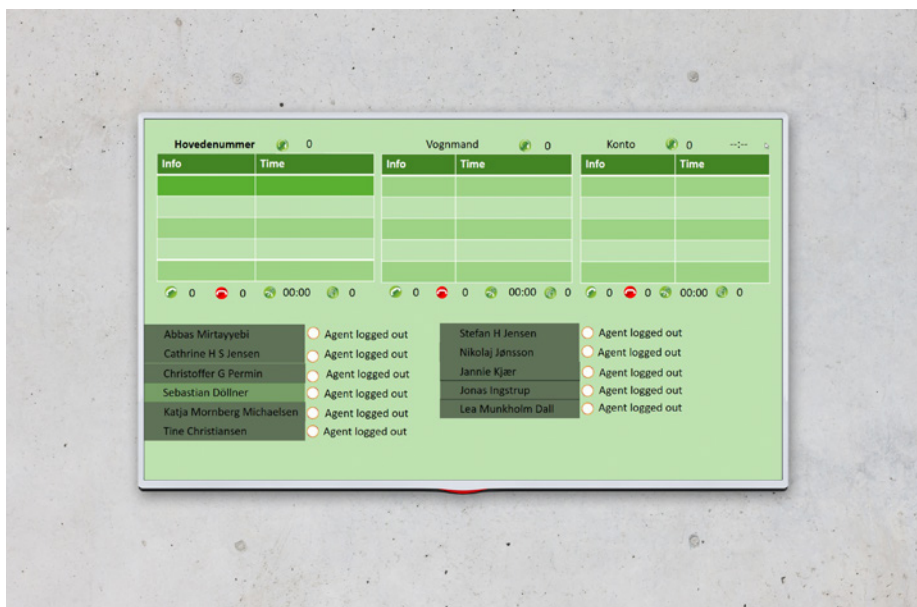 Hovedenummer 0 Vognmand 0 Konto 0 --:--
Info Time Info Time Info Time
0 0 00:00 0 0 0 00:00 0 0 0 00:00 0
Abbas Mirtayyebi Agent logged out
Cathrine H S Jensen Agent logged out
Christoffer G Permin Agent logged out
Sebastian Döllner Agent logged out
Katja Mornberg Michaelsen Agent logged out
Tine Christiansen Agent logged out
Stefan H Jensen Agent logged out
Nikolaj Jønsson Agent logged out
Jannie Kjær Agent logged out
Jonas Ingstrup Agent logged out
Lea Munkholm Dall Agent logged out